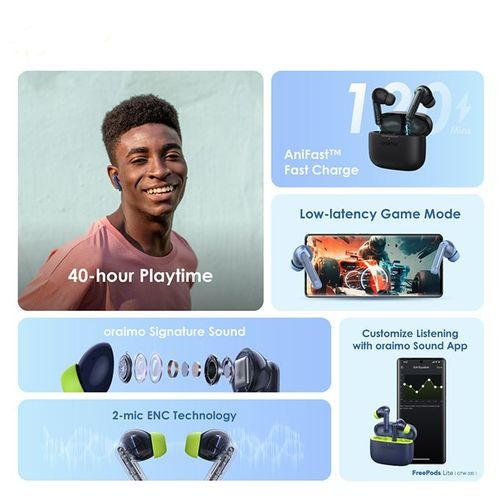 40-hour Playtime
120
Mins
AniFast™
Fast Charge
oraimo
Low-latency Game Mode
oraimo Signature Sound
2-mic ENC Technology
Customize Listening
with oraimo Sound App
FreePods Lite